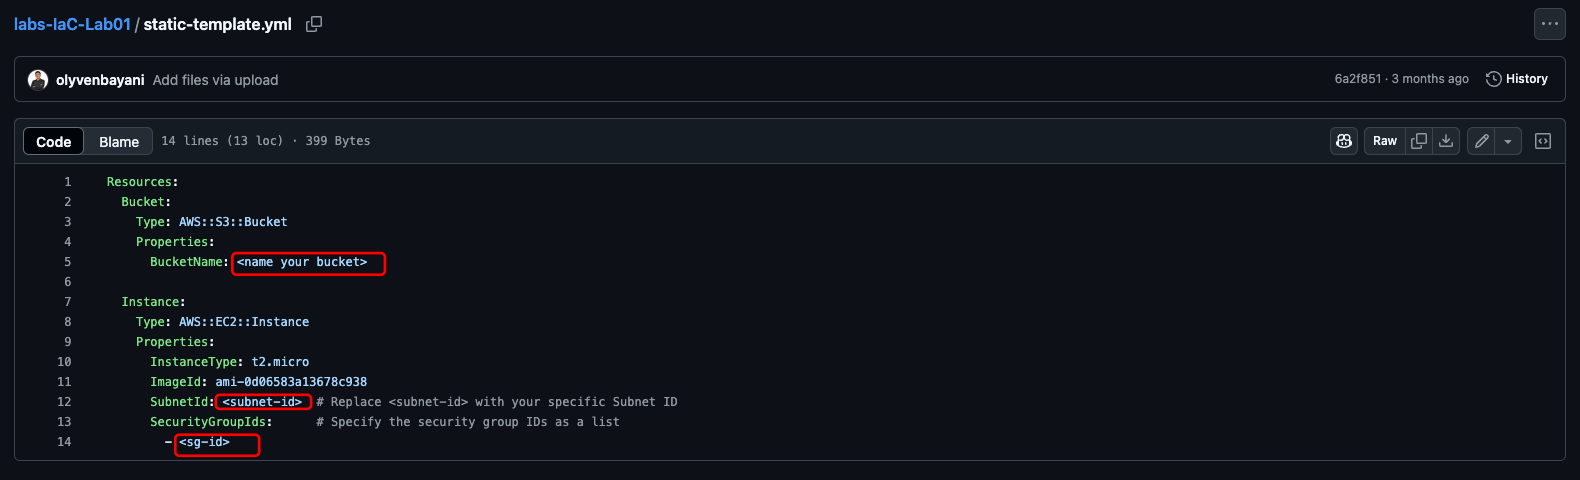 labs-IaC-Lab01 / static-template.yml
olyvenbayani Add files via upload 6a2f851 · 3 months ago History
Code Blame 14 lines (13 loc) · 399 Bytes Raw
1 Resources:
2 Bucket:
3 Type: AWS::S3::Bucket
4 Properties:
5 BucketName: <name your bucket>
6
7 Instance:
8 Type: AWS::EC2::Instance
9 Properties:
10 InstanceType: t2.micro
11 ImageId: ami-0d06583a13678c938
12 SubnetId: <subnet-id> # Replace <subnet-id> with your specific Subnet ID
13 SecurityGroupIds: # Specify the security group IDs as a list
14 - <sg-id>